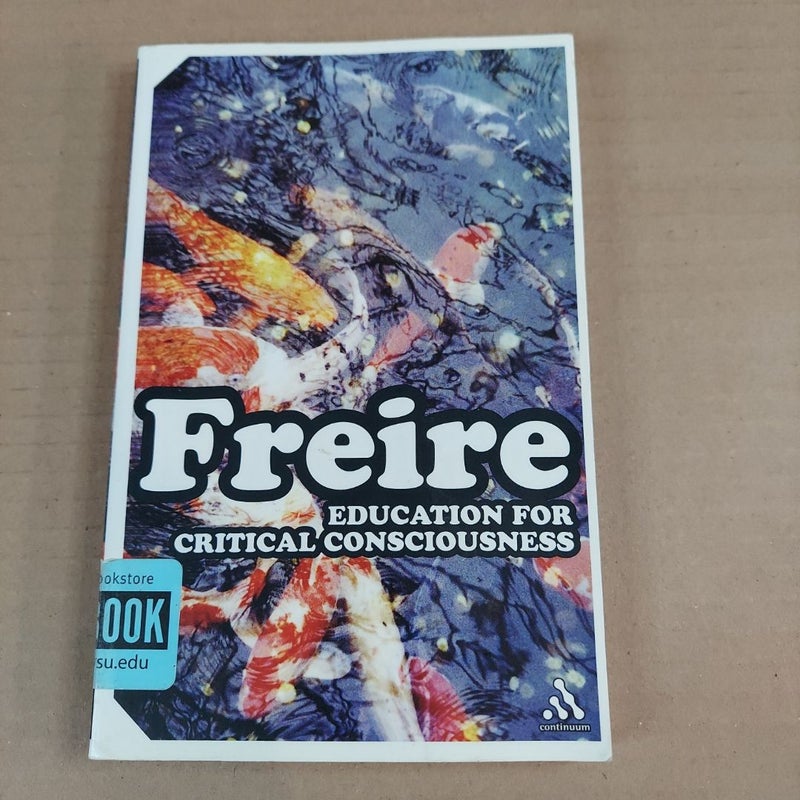 Freire
EDUCATION FOR
CRITICAL CONSCIOUSNESS
ookstore
OOK
su.edu
continuum